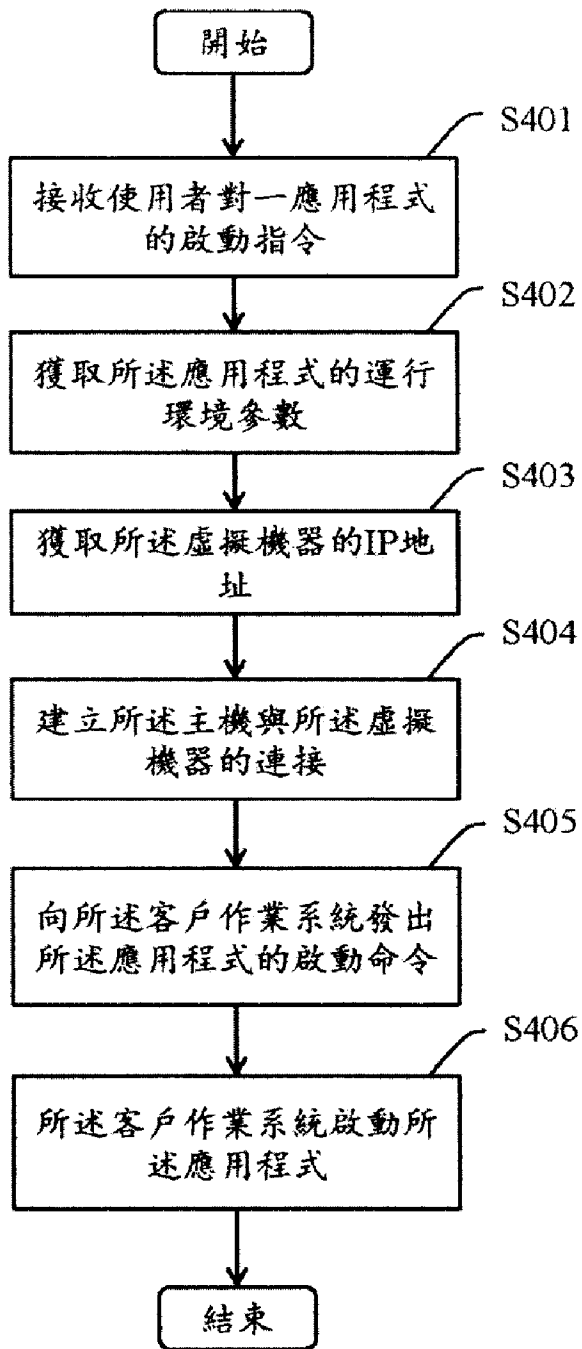 開始
S401
接收使用者對一應用程式
的啟動指令
S402
獲取所述應用程式的運行
環境參數
S403
獲取所述虛擬機器的IP地
址
S404
建立所述主機與所述虛擬
機器的連接
S405
向所述客戶作業系統發出
所述應用程式的啟動命令
S406
所述客戶作業系統啟動所
述應用程式
結束